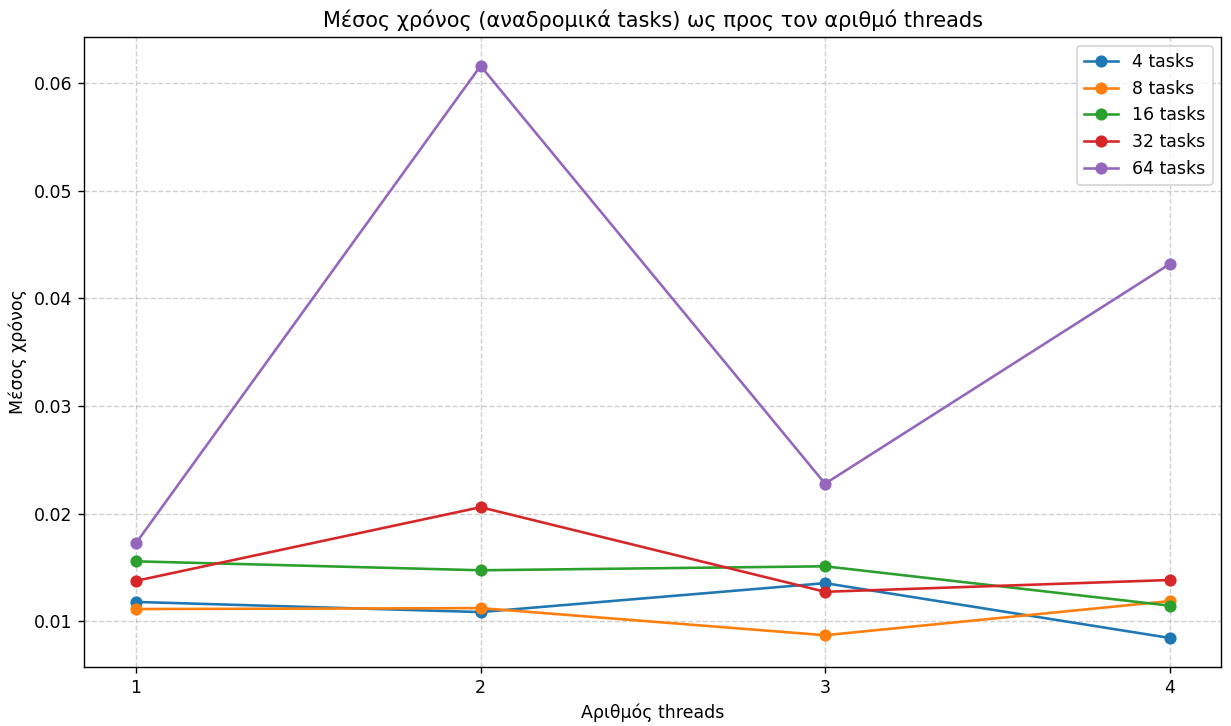 Μέσος χρόνος (αναδρομικά tasks) ως προς τον αριθμό threads
4 tasks
8 tasks
16 tasks
32 tasks
64 tasks
Μέσος χρόνος
0.06
0.05
0.04
0.03
0.02
0.01
1 2 3 4
Αριθμός threads